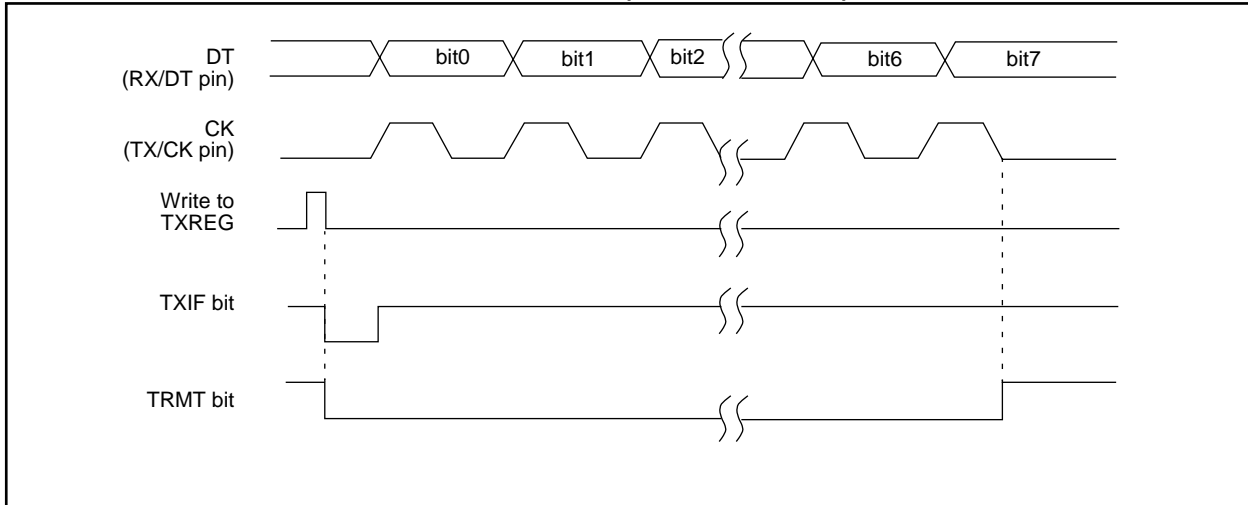 DT
(RX/DT pin)
bit0 bit1 bit2 bit6 bit7
CK
(TX/CK pin)
Write to
TXREG
TXIF bit
TRMT bit